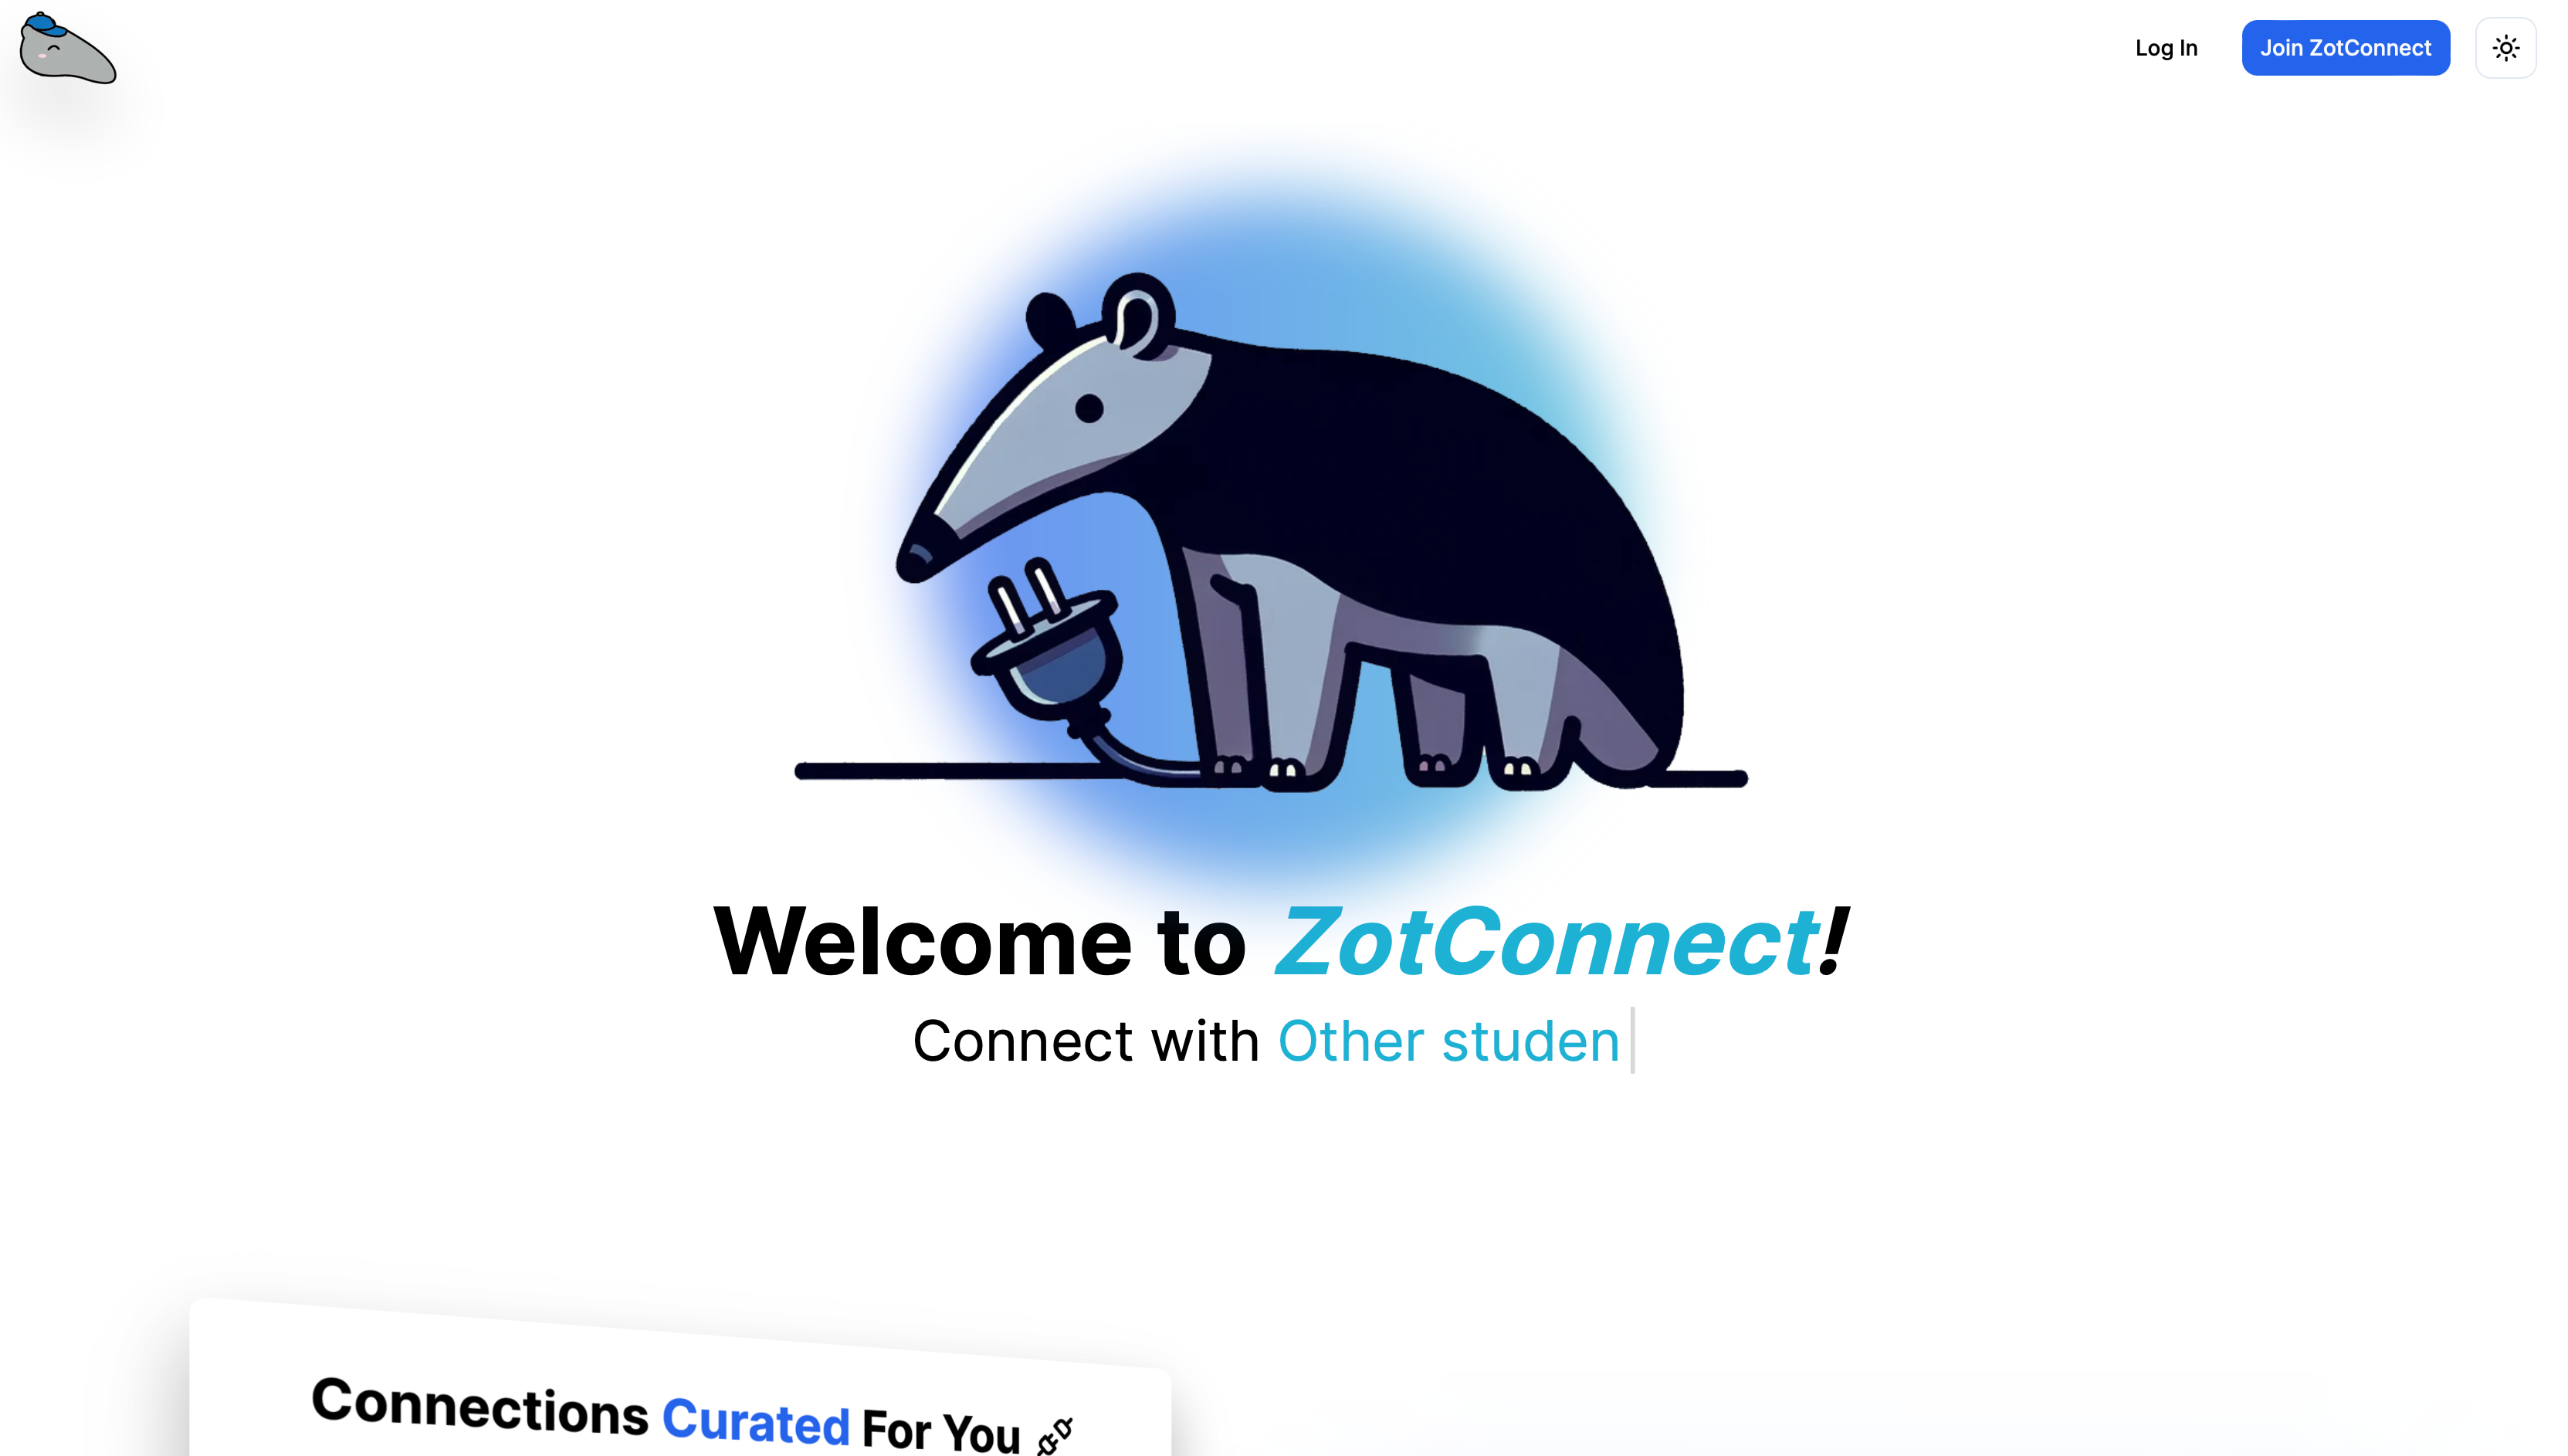 Log In
Join ZotConnect
Welcome to ZotConnect!
Connect with Other studen
Connections Curated For You